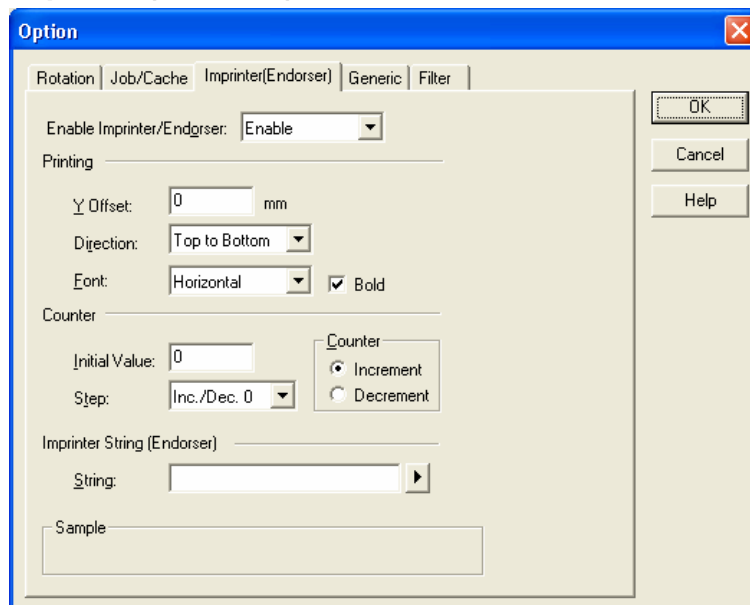 Option
Rotation Job/Cache Imprinter(Endorser) Generic Filter
OK
Cancel
Help
Enable Imprinter/Endorser: Enable
Printing
Y Offset: 0 mm
Direction: Top to Bottom
Font: Horizontal Bold
Counter
Initial Value: 0
Step: Inc./Dec. 0
Counter
Increment
Decrement
Imprinter String (Endorser)
String:
Sample